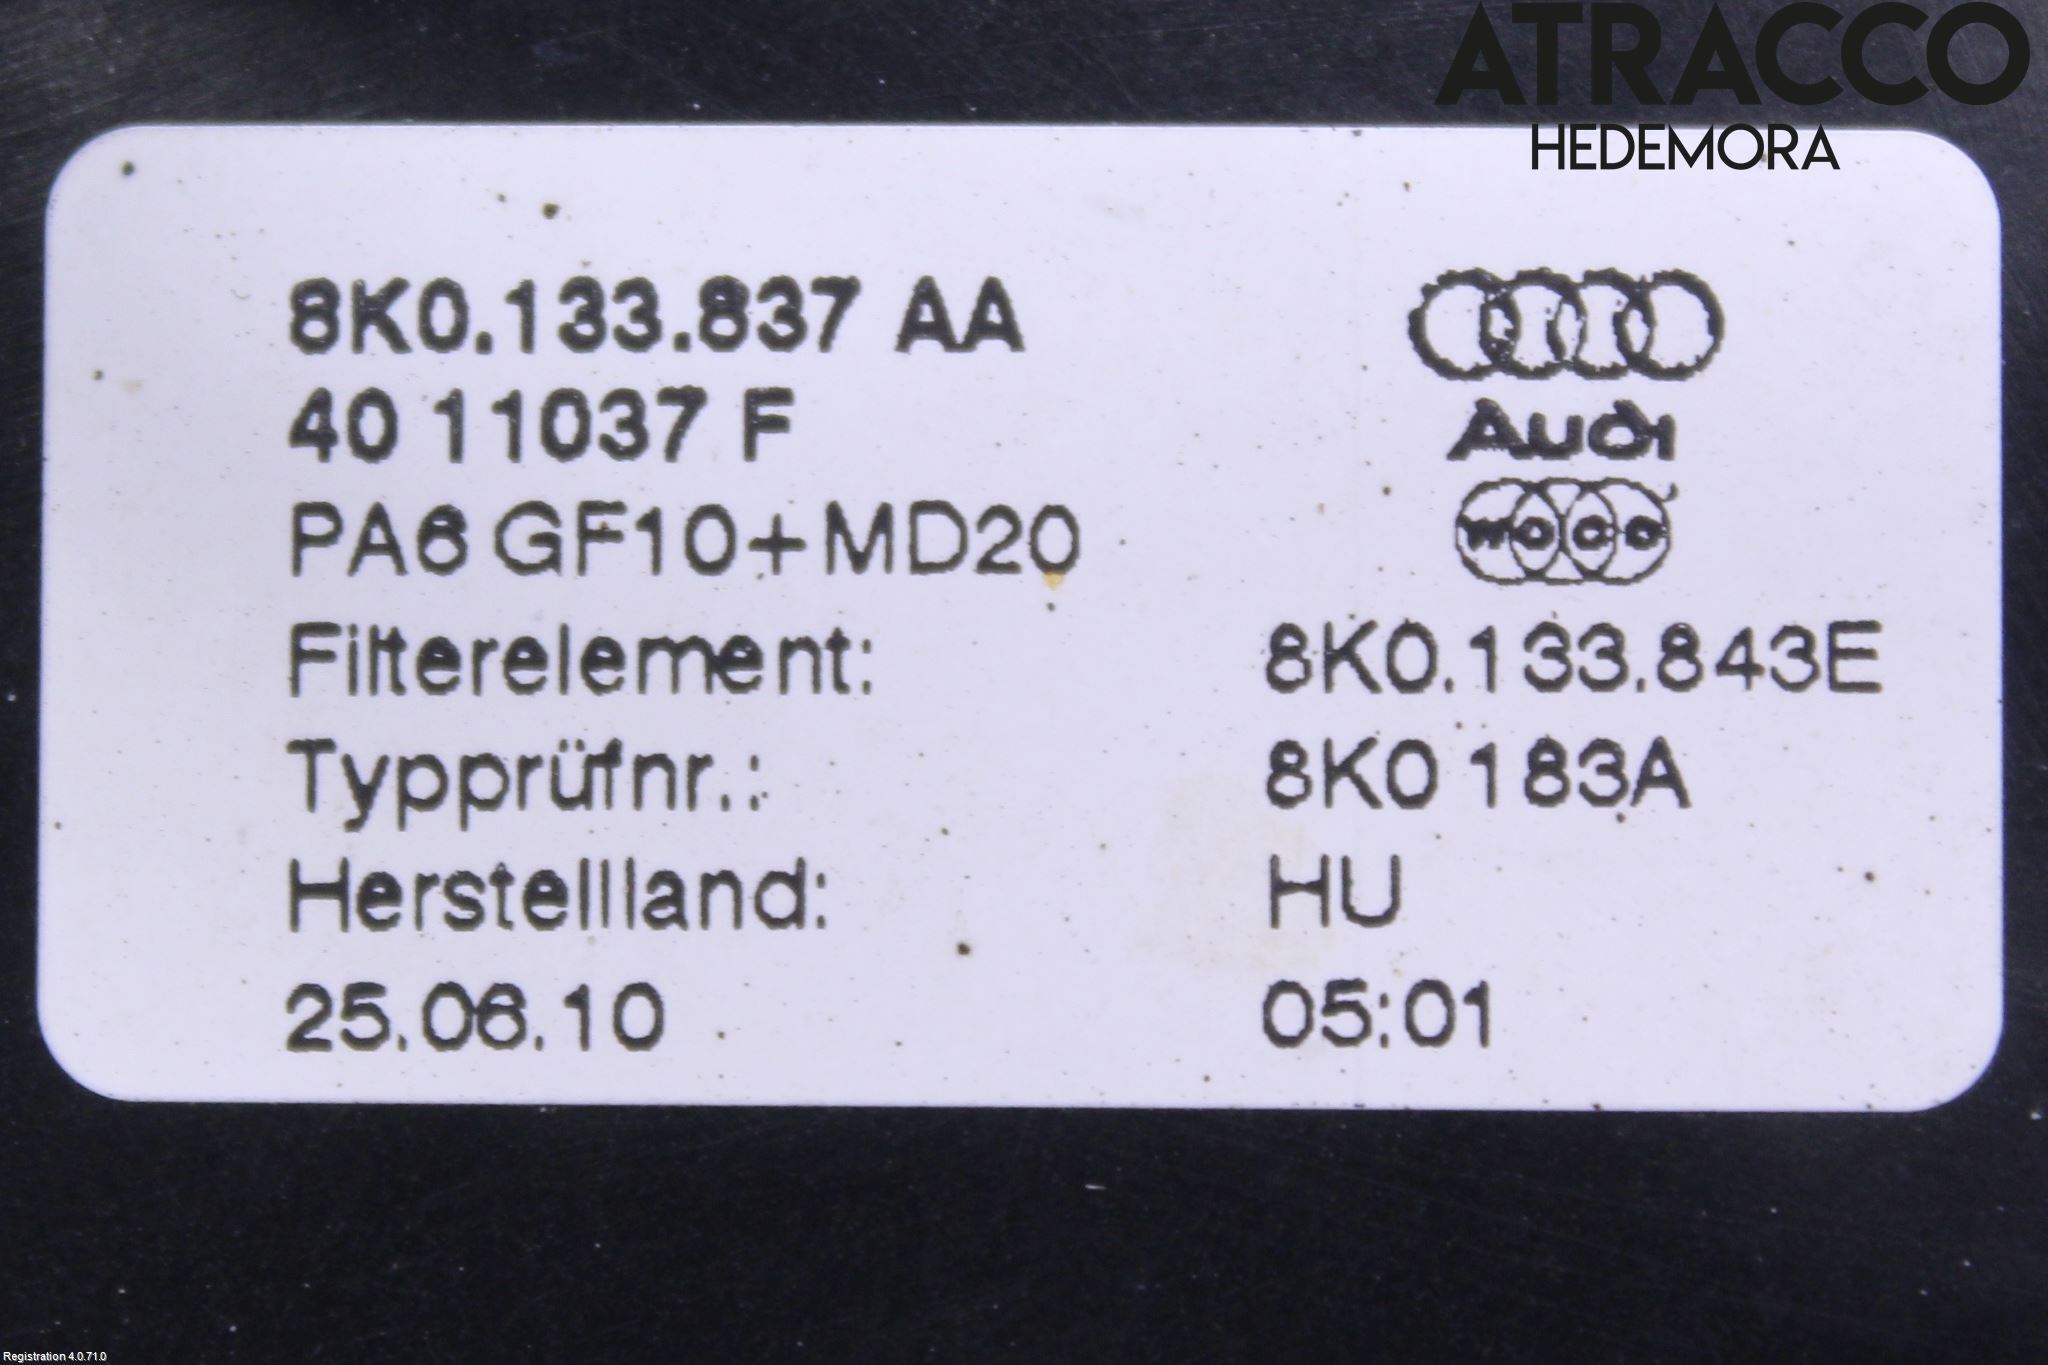 ATRACCO
HEDEMORA
8K0.133.837 AA
40 11037 F
Audi
PA6 GF10+MD20
WOCO
Filterelement: 8K0.133.843E
Typprüfnr.: 8K0 183A
Herstellland: HU
25.06.10 05:01
Registration 4.0.71.0